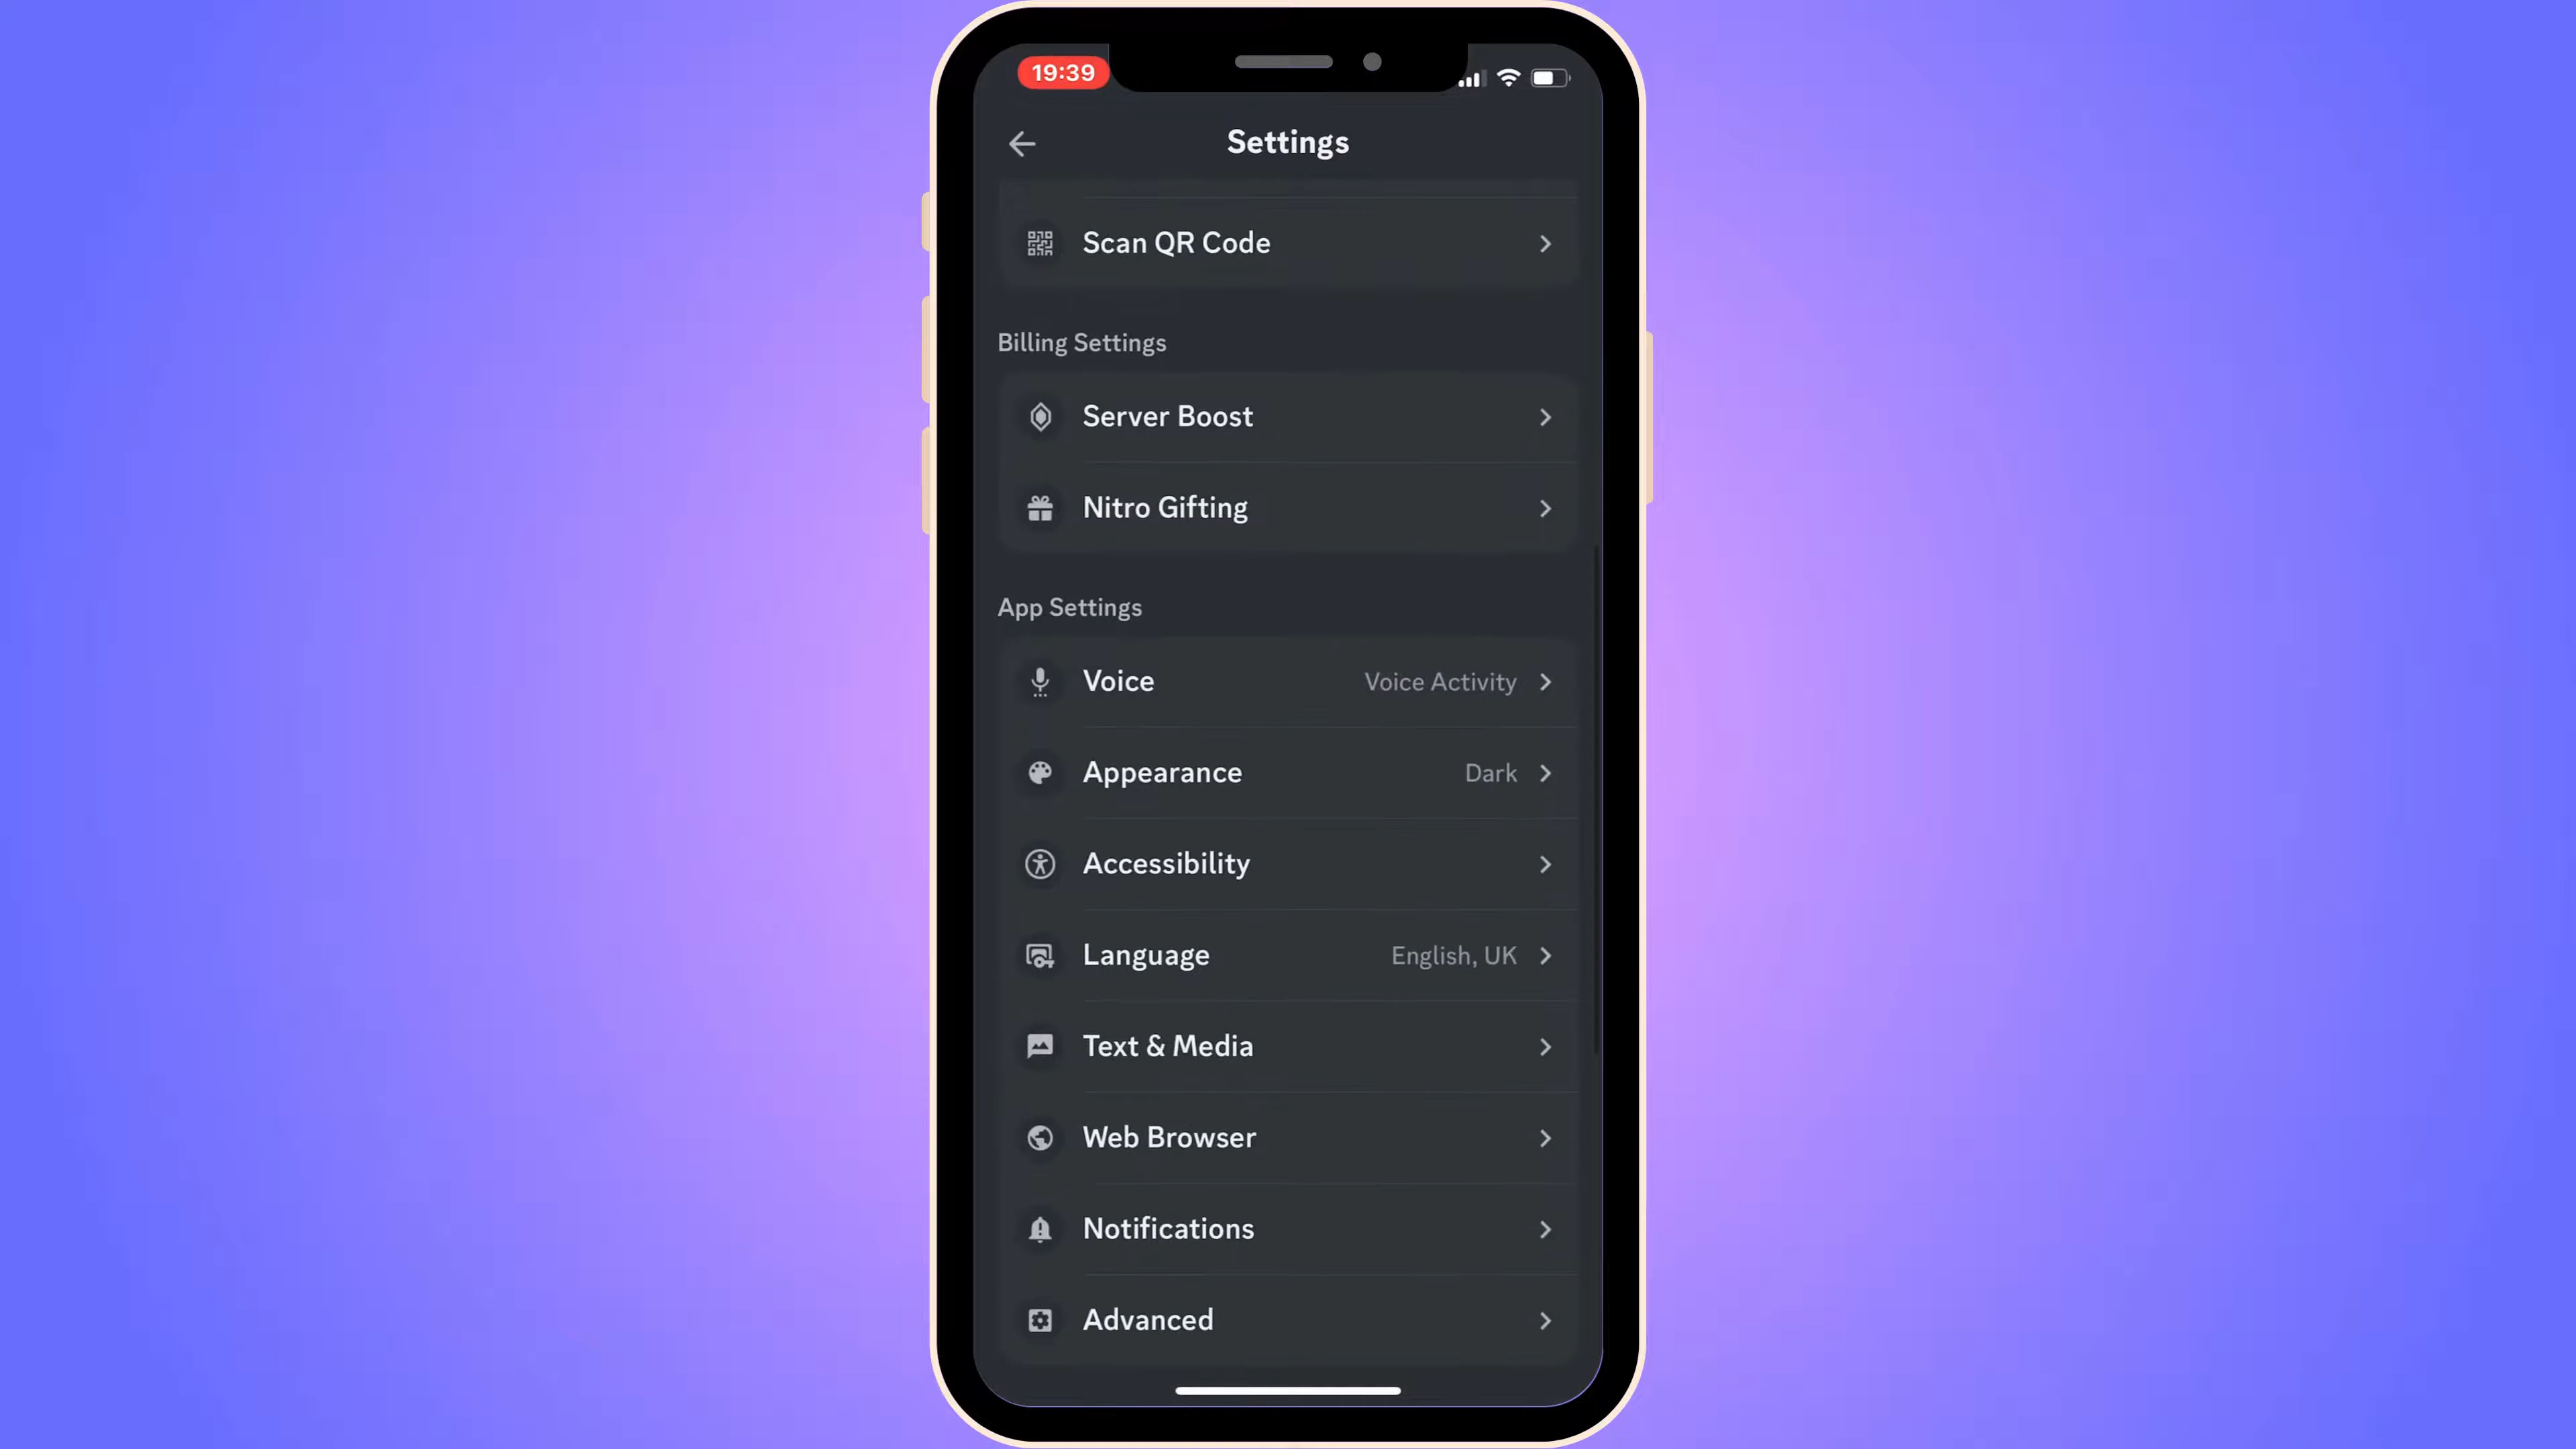 19:39
Settings
Scan QR Code
Billing Settings
Server Boost
Nitro Gifting
App Settings
Voice Voice Activity
Appearance Dark
Accessibility
Language English, UK
Text & Media
Web Browser
Notifications
Advanced